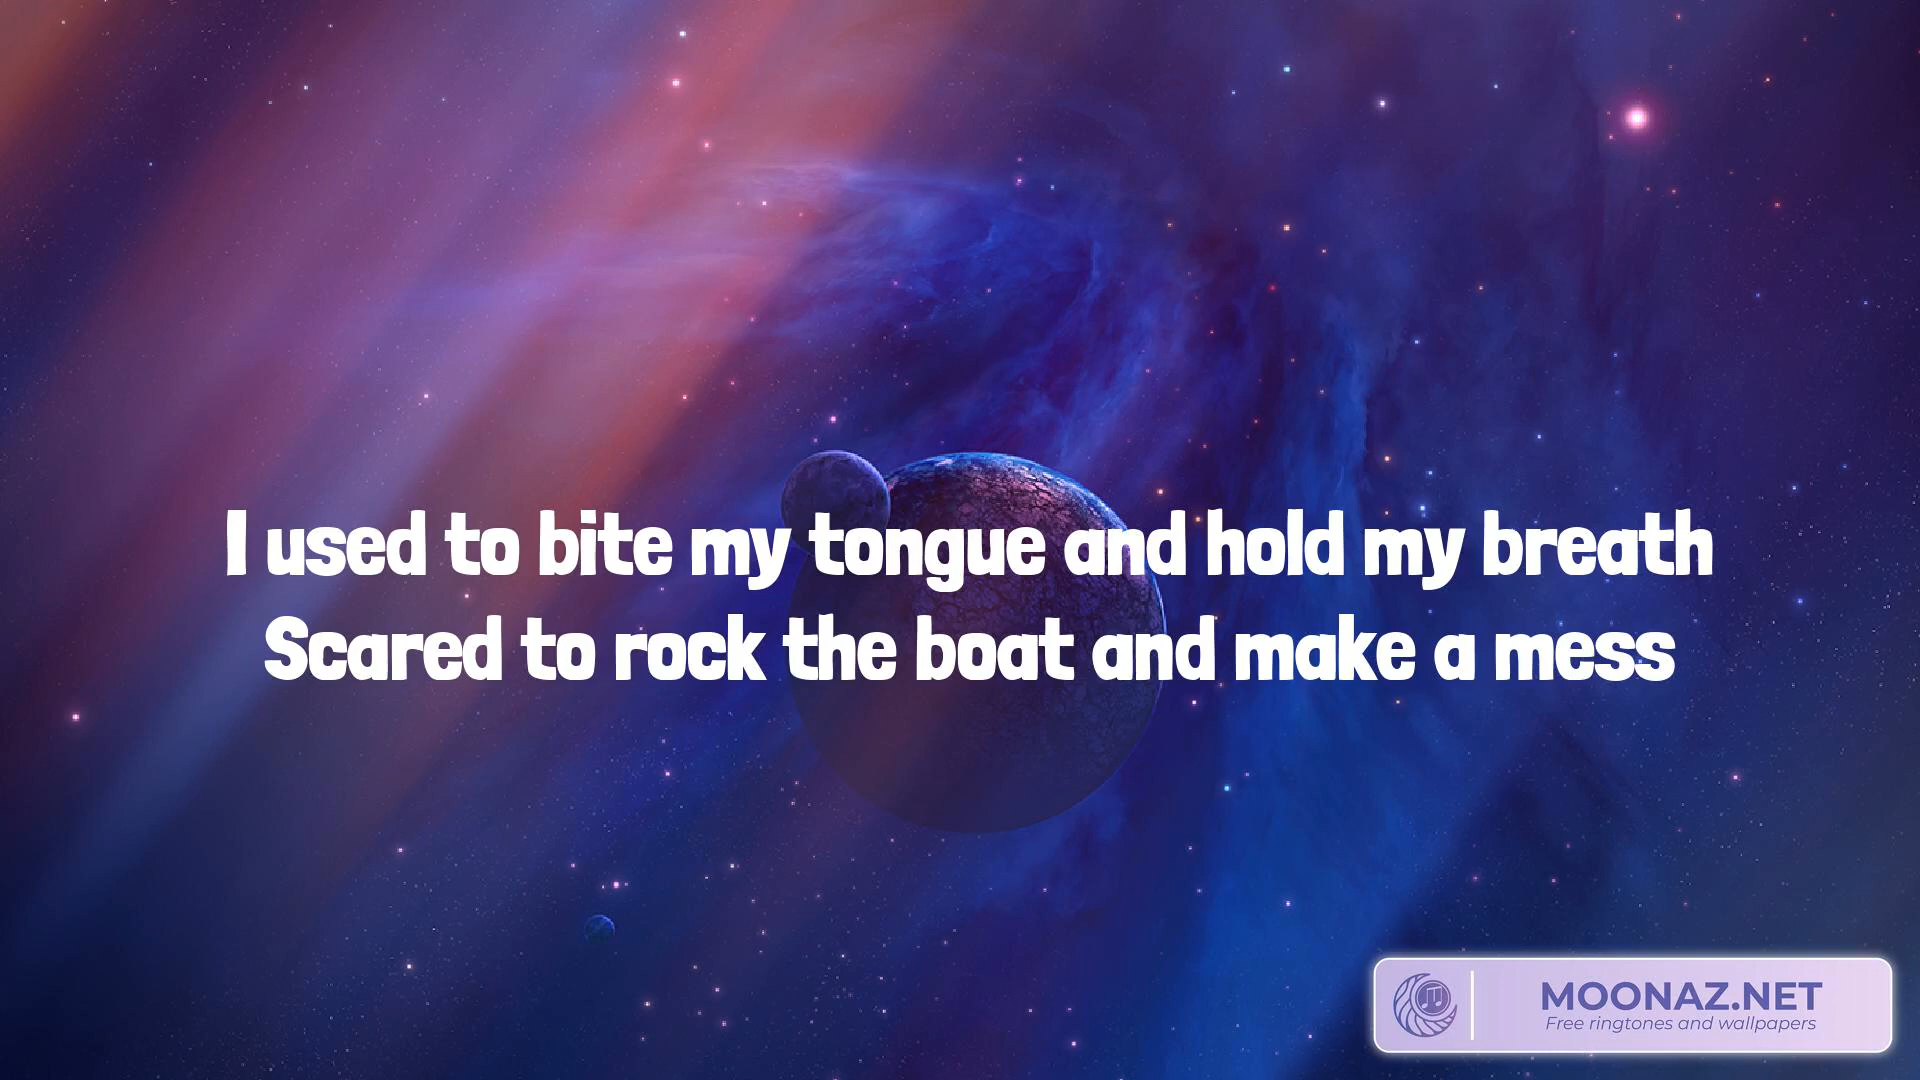 I used to bite my tongue and hold my breath
Scared to rock the boat and make a mess
MOONAZ.NET
Free ringtones and wallpapers